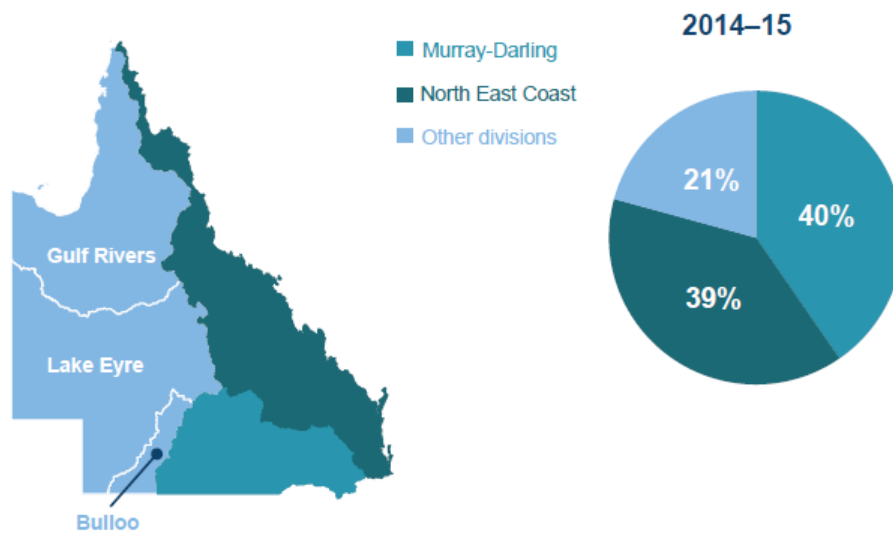 2014–15
Murray-Darling
North East Coast
Other divisions
21%
40%
39%
Gulf Rivers
Lake Eyre
Bulloo